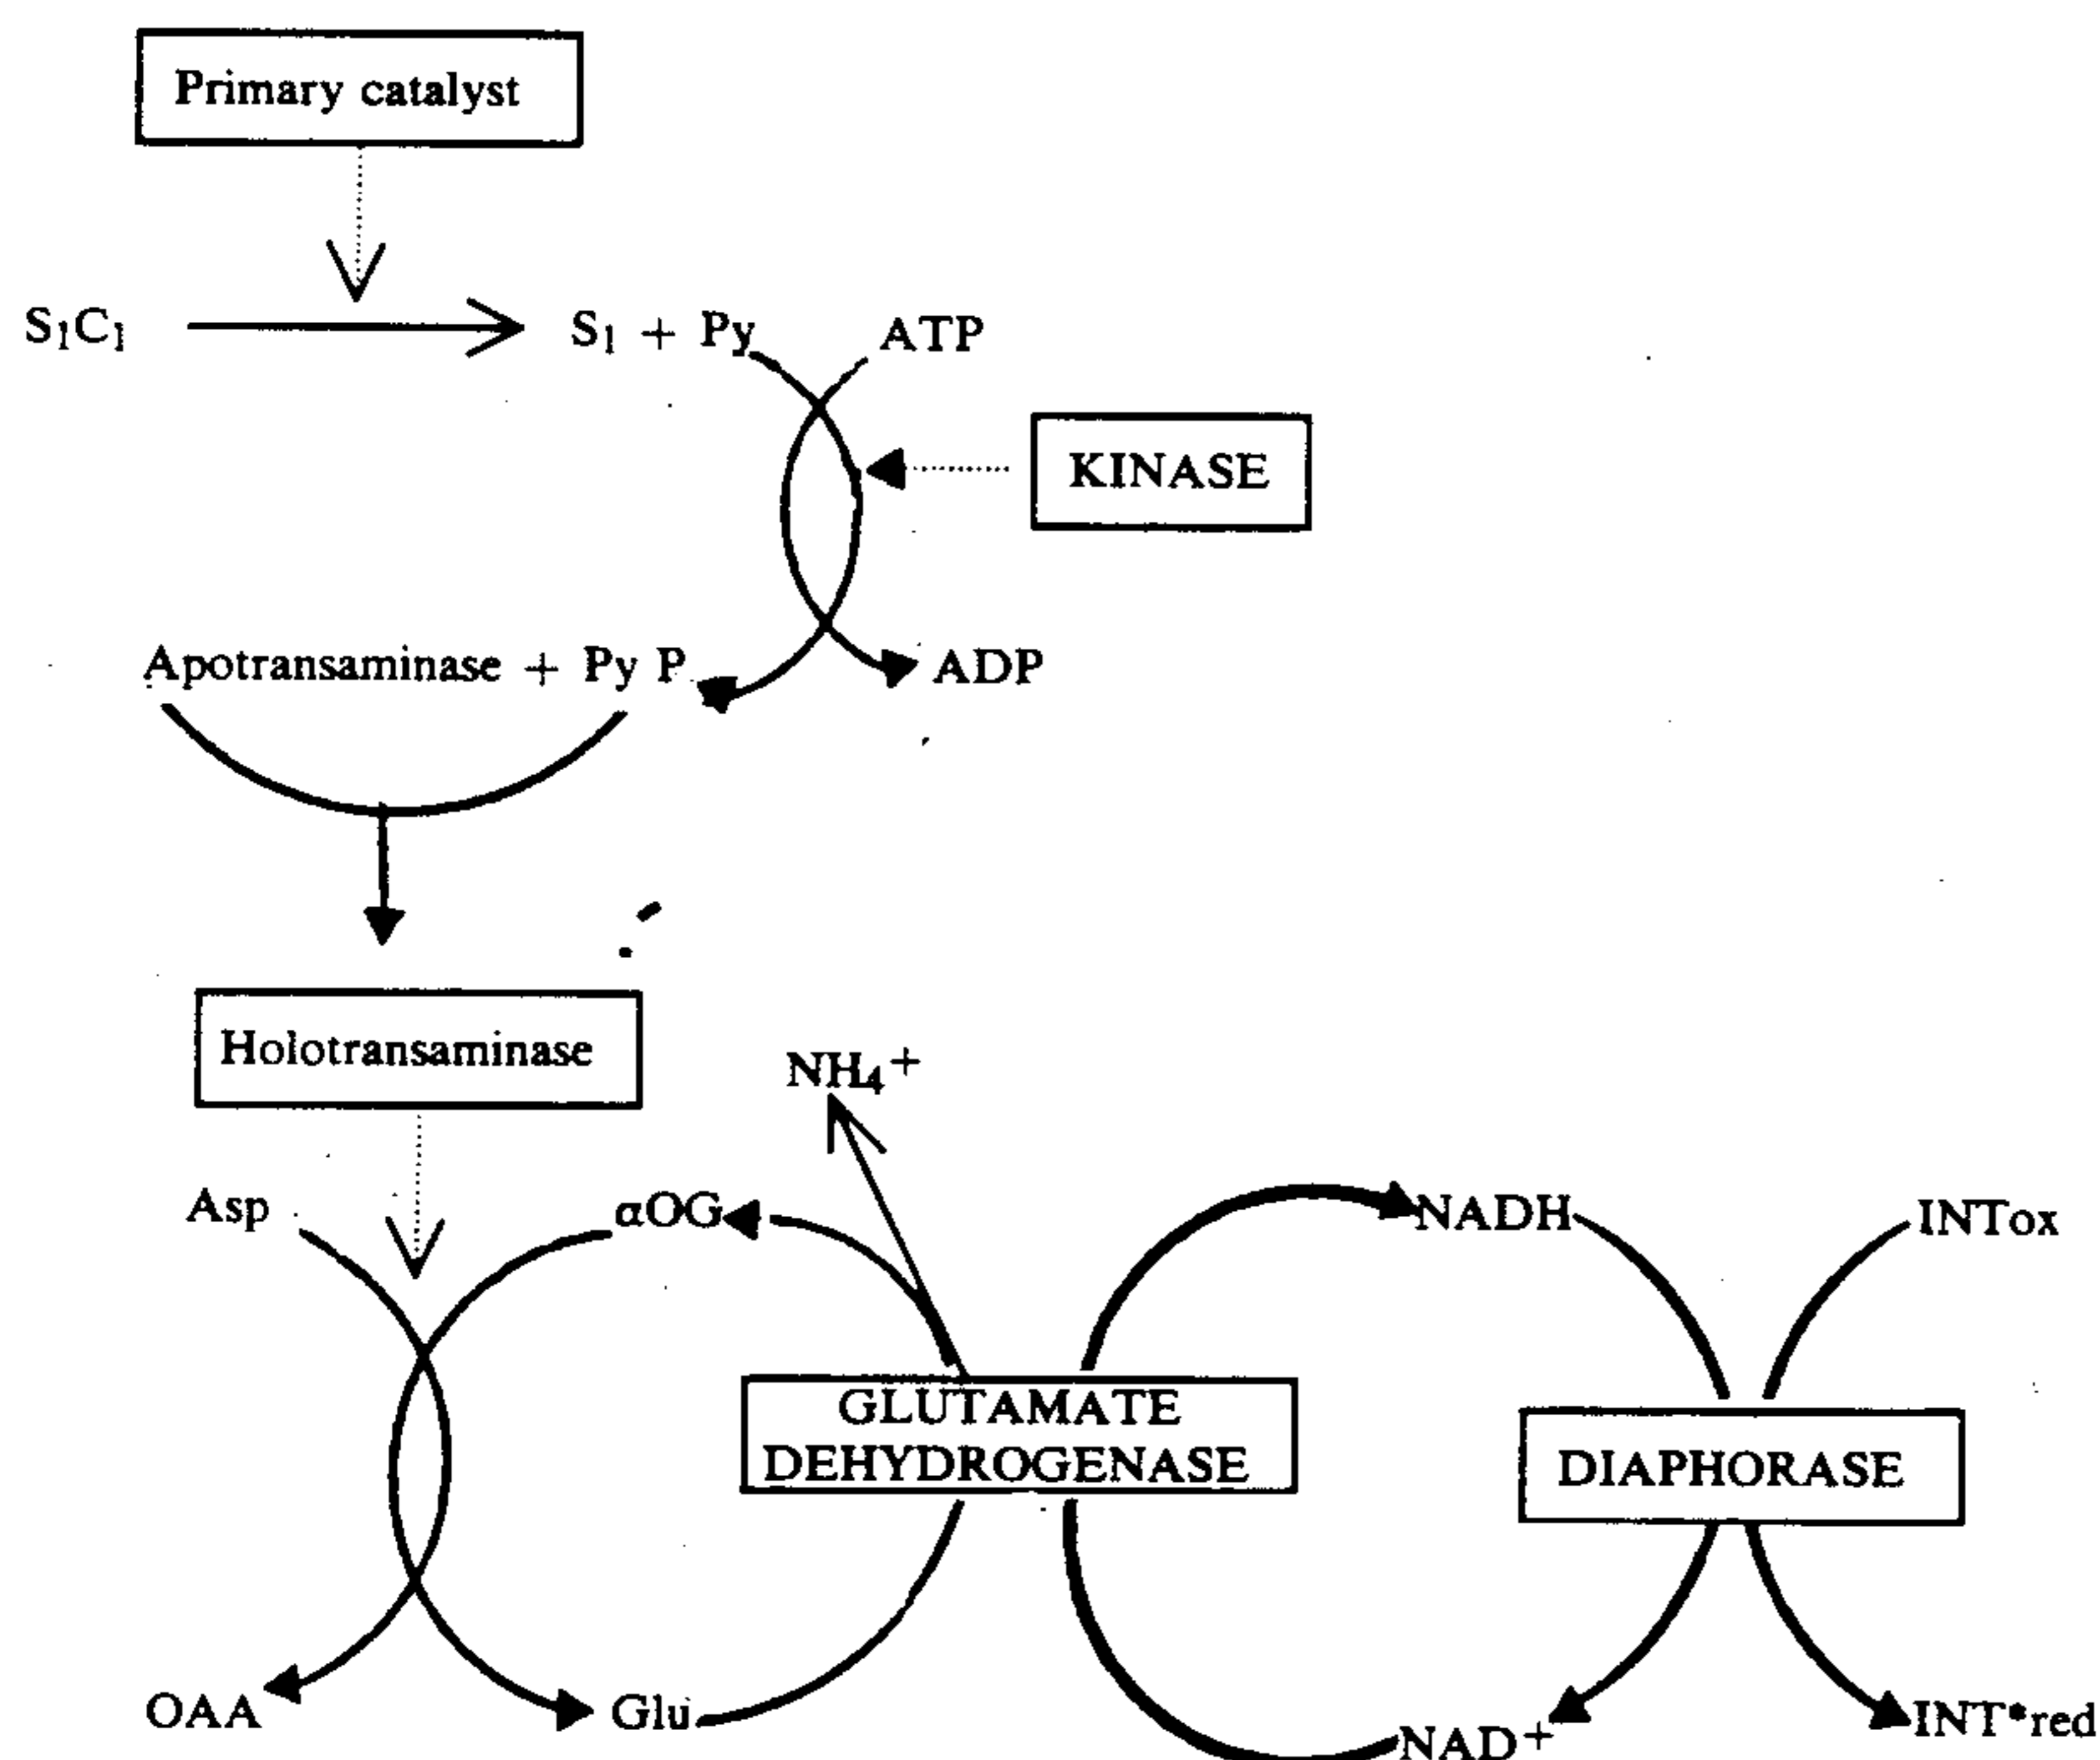 Primary catalyst
S₁C₁
S₁ + Py
ATP
KINASE
Apotransaminase + Py P
ADP
Holotransaminase
NH₄⁺
Asp
αOG
NADH
INTox
GLUTAMATE
DEHYDROGENASE
DIAPHORASE
OAA
Glu
NAD⁺
INT*red